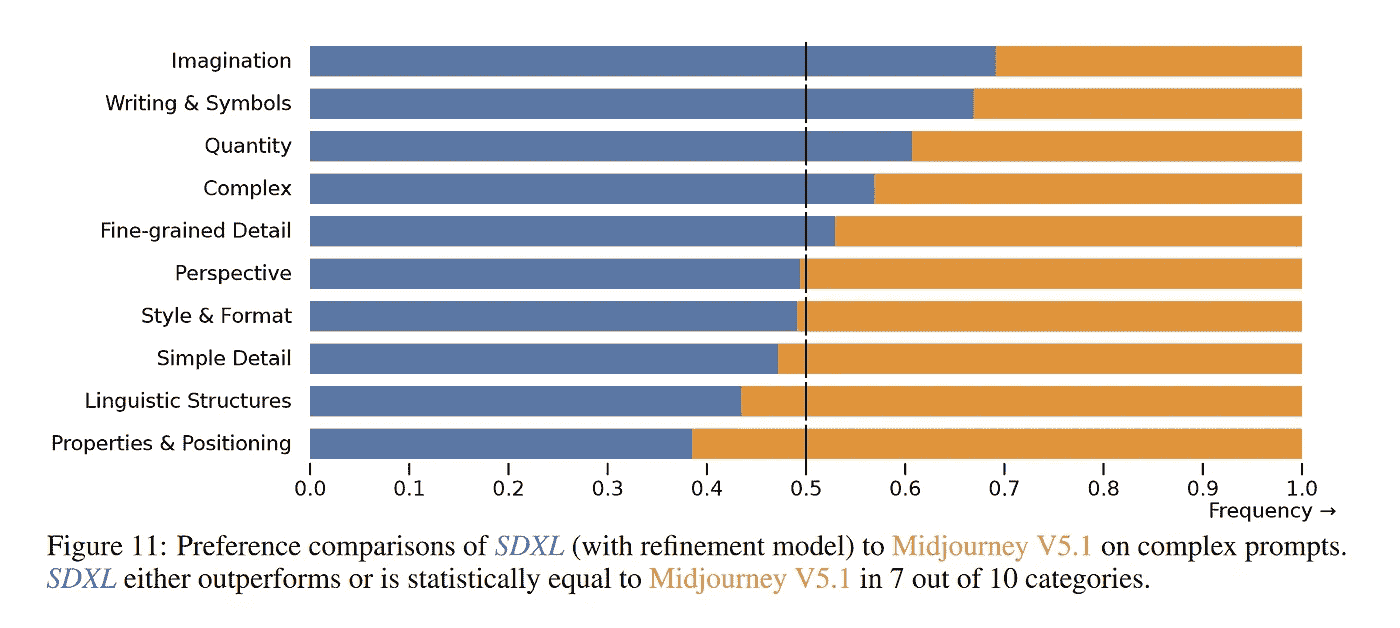 Imagination
Writing & Symbols
Quantity
Complex
Fine-grained Detail
Perspective
Style & Format
Simple Detail
Linguistic Structures
Properties & Positioning
0.0 0.1 0.2 0.3 0.4 0.5 0.6 0.7 0.8 0.9 1.0
Frequency →
Figure 11: Preference comparisons of SDXL (with refinement model) to Midjourney V5.1 on complex prompts.
SDXL either outperforms or is statistically equal to Midjourney V5.1 in 7 out of 10 categories.